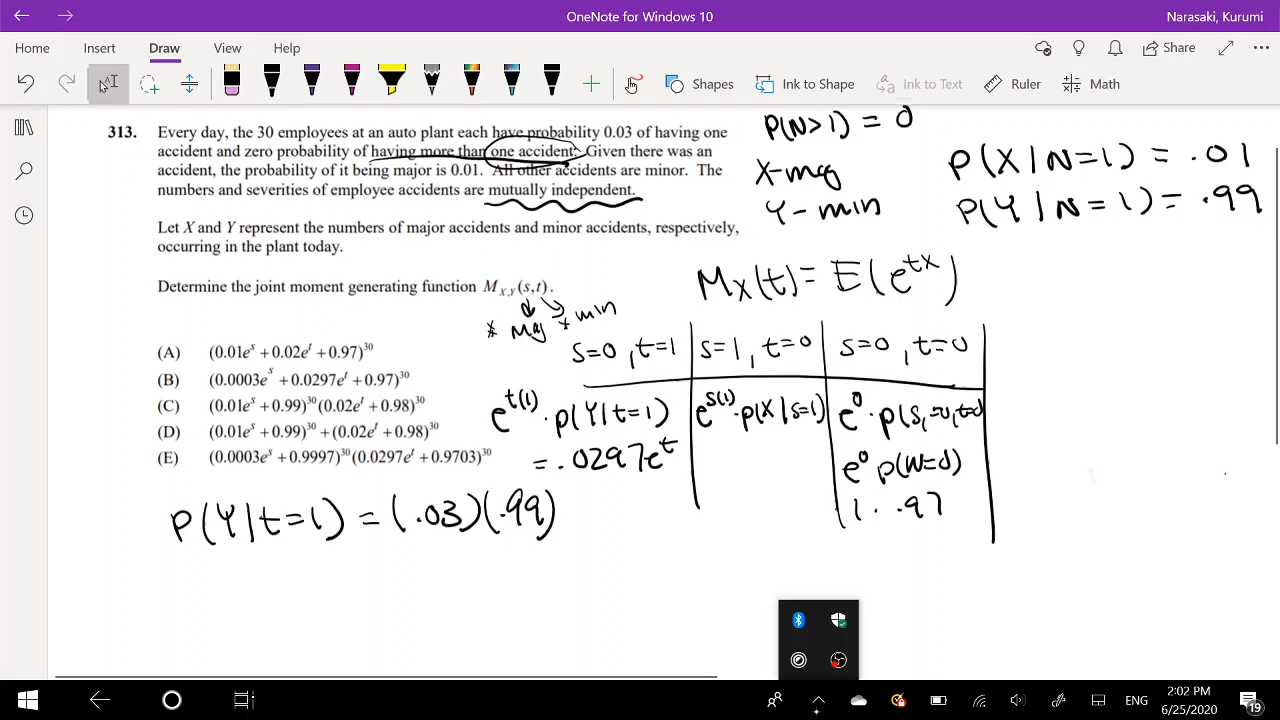 OneNote for Windows 10
Narasaki, Kurumi
Home Insert Draw View Help
Share
Shapes Ink to Shape Ink to Text Ruler Math
313. Every day, the 30 employees at an auto plant each have probability 0.03 of having one
accident and zero probability of having more than one accident. Given there was an
accident, the probability of it being major is 0.01. All other accidents are minor. The
numbers and severities of employee accidents are mutually independent.
Let X and Y represent the numbers of major accidents and minor accidents, respectively,
occurring in the plant today.
Determine the joint moment generating function M_{X,Y}(s,t).
(A) (0.01e^s + 0.02e^t + 0.97)^30
(B) (0.0003e^s + 0.0297e^t + 0.97)^30
(C) (0.01e^s + 0.99)^30 (0.02e^t + 0.98)^30
(D) (0.01e^s + 0.99)^30 + (0.02e^t + 0.98)^30
(E) (0.0003e^s + 0.9997)^30 (0.0297e^t + 0.9703)^30
P(N>1) = 0
X-maj
Y-min
P(X|N=1) = .01
P(Y|N=1) = .99
M_X(t) = E(e^{tx})
* maj * min
s=0, t=1 s=1, t=0 s=0, t=0
e^{t(1)} · P(Y|t=1) e^{s(1)} · P(X|s=1) e^0 · P(s=0, t=0)
= .0297e^t e^0 P(N=0)
1 · .97
P(Y|t=1) = (.03)(.99)
ENG
2:02 PM
6/25/2020
19